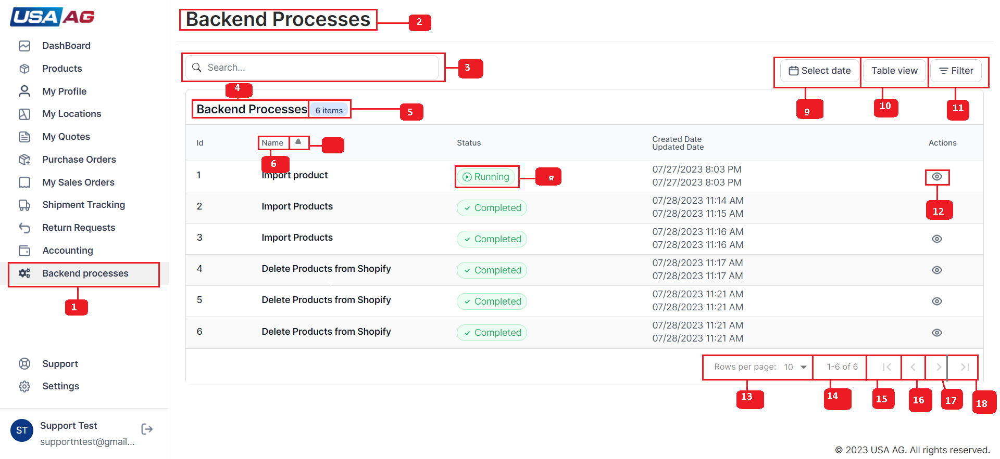 USA AG
DashBoard
Products
My Profile
My Locations
My Quotes
Purchase Orders
My Sales Orders
Shipment Tracking
Return Requests
Accounting
Backend processes
1
Support
Settings
ST
Support Test
supportntest@gmail...
Backend Processes
2
Search...
3
Select date
Table view
Filter
4
9
10
11
Backend Processes
6 items
5
Id
Name
Status
Created Date
Updated Date
Actions
6
1
Import product
Running
8
07/27/2023 8:03 PM
07/27/2023 8:03 PM
12
2
Import Products
Completed
07/28/2023 11:14 AM
07/28/2023 11:15 AM
3
Import Products
Completed
07/28/2023 11:16 AM
07/28/2023 11:16 AM
4
Delete Products from Shopify
Completed
07/28/2023 11:17 AM
07/28/2023 11:17 AM
7
5
Delete Products from Shopify
Completed
07/28/2023 11:21 AM
07/28/2023 11:21 AM
6
Delete Products from Shopify
Completed
07/28/2023 11:21 AM
07/28/2023 11:21 AM
Rows per page: 10
1-6 of 6
13
14
15
16
17
18
© 2023 USA AG. All rights reserved.